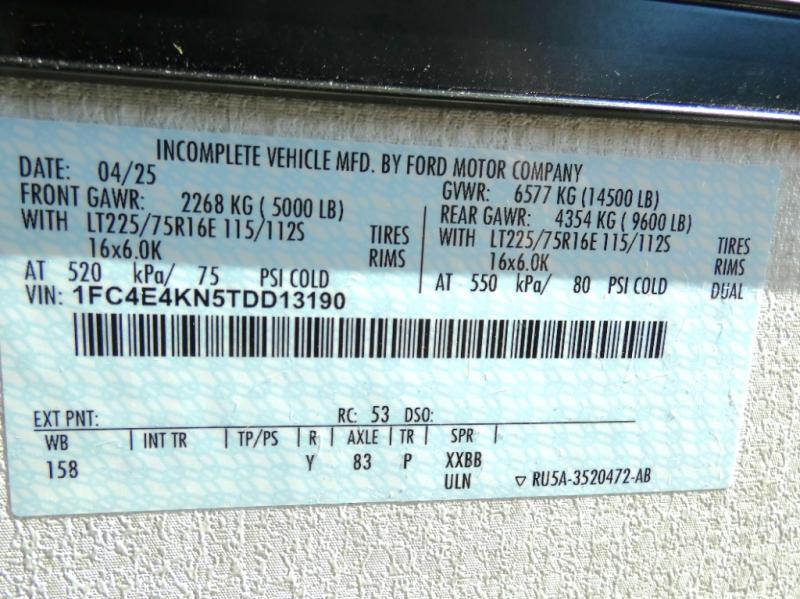 INCOMPLETE VEHICLE MFD. BY FORD MOTOR COMPANY
DATE: 04/25
GVWR: 6577 KG (14500 LB)
FRONT GAWR: 2268 KG ( 5000 LB)
REAR GAWR: 4354 KG ( 9600 LB)
WITH LT225/75R16E 115/112S TIRES
WITH LT225/75R16E 115/112S TIRES
16x6.0K RIMS
16x6.0K RIMS
AT 520 kPa/ 75 PSI COLD
AT 550 kPa/ 80 PSI COLD DUAL
VIN: 1FC4E4KN5TDD13190
EXT PNT: RC: 53 DSO:
WB INT TR TP/PS R AXLE TR SPR
158 Y 83 P XXBB
ULN ▽ RU5A-3520472-AB